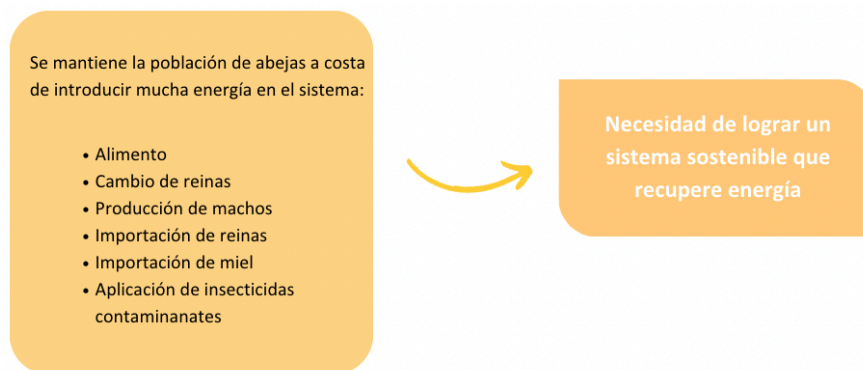 Se mantiene la población de abejas a costa
de introducir mucha energía en el sistema:
• Alimento
• Cambio de reinas
• Producción de machos
• Importación de reinas
• Importación de miel
• Aplicación de insecticidas
contaminanates
Necesidad de lograr un
sistema sostenible que
recupere energía